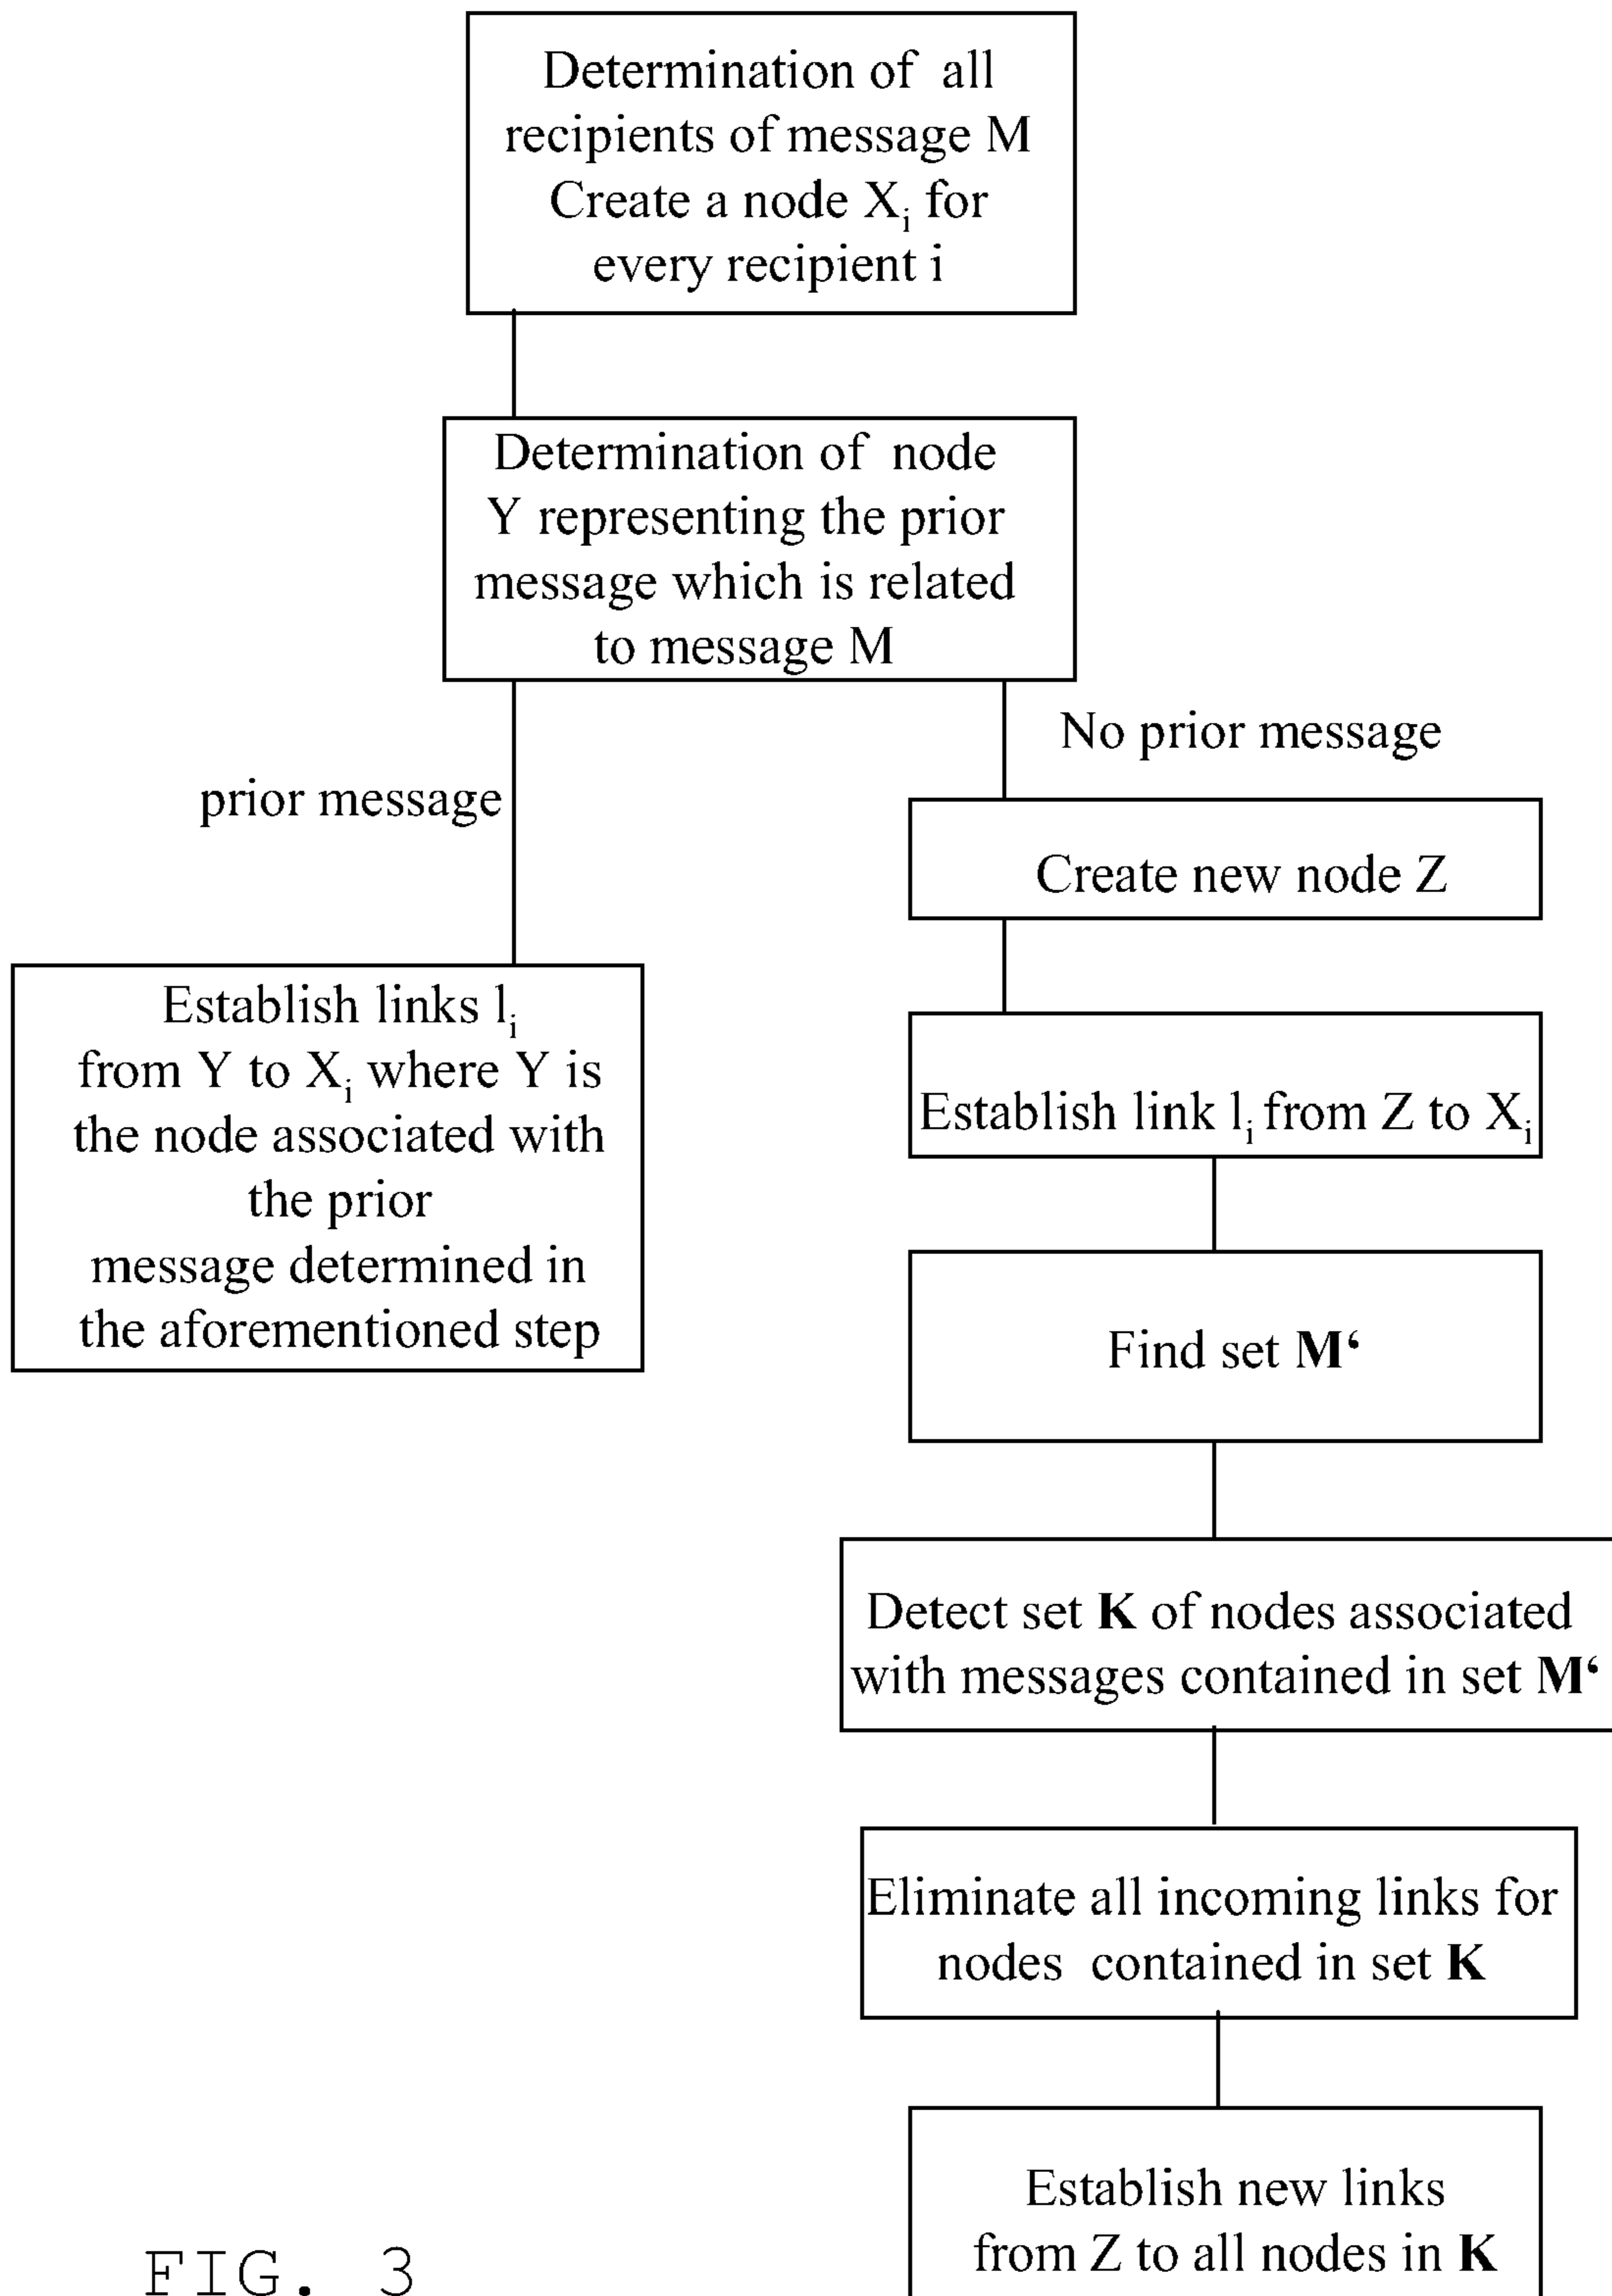 Determination of all
recipients of message M
Create a node Xi for
every recipient i
Determination of node
Y representing the prior
message which is related
to message M
No prior message
prior message
Create new node Z
Establish links li
from Y to Xi where Y is
the node associated with
the prior
message determined in
the aforementioned step
Establish link li from Z to Xi
Find set M‘
Detect set K of nodes associated
with messages contained in set M‘
Eliminate all incoming links for
nodes contained in set K
Establish new links
from Z to all nodes in K
FIG. 3